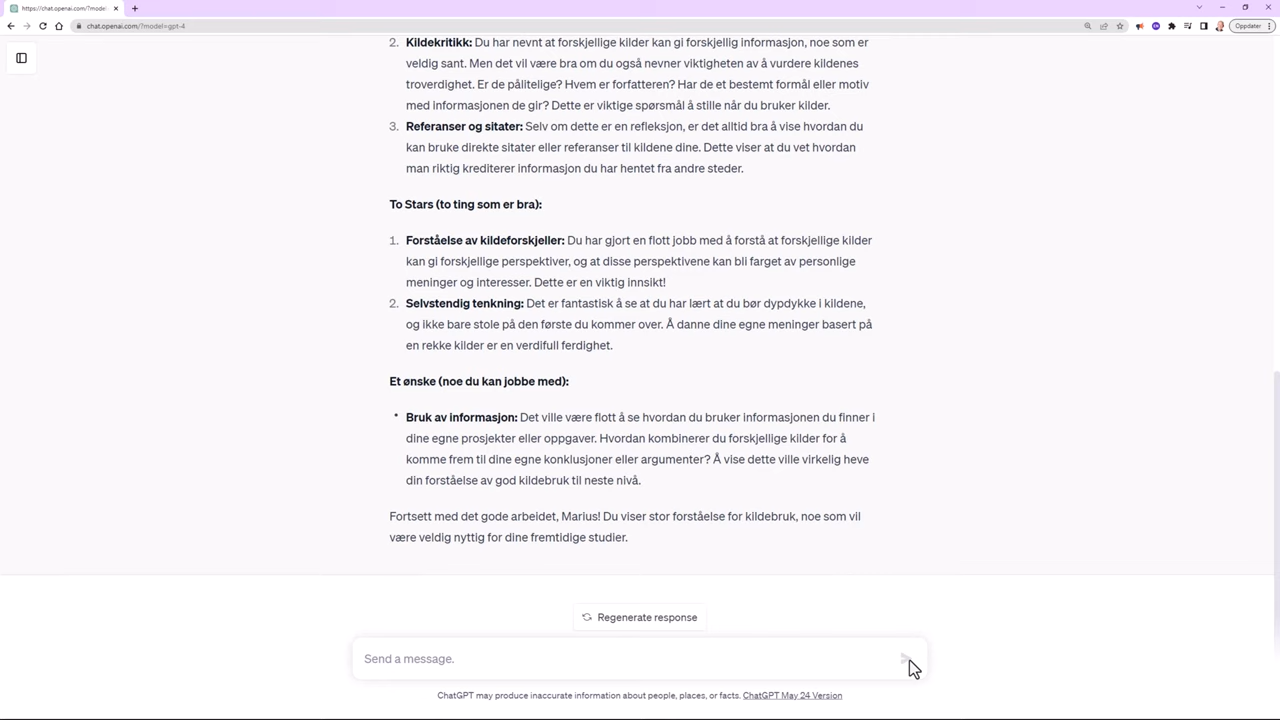 https://chat.openai.com/?model=
chat.openai.com/?model=gpt-4
Oppdater
2. Kildekritikk: Du har nevnt at forskjellige kilder kan gi forskjellig informasjon, noe som er
veldig sant. Men det vil være bra om du også nevner viktigheten av å vurdere kildenes
troverdighet. Er de pålitelige? Hvem er forfatteren? Har de et bestemt formål eller motiv
med informasjonen de gir? Dette er viktige spørsmål å stille når du bruker kilder.
3. Referanser og sitater: Selv om dette er en refleksjon, er det alltid bra å vise hvordan du
kan bruke direkte sitater eller referanser til kildene dine. Dette viser at du vet hvordan
man riktig krediterer informasjon du har hentet fra andre steder.
To Stars (to ting som er bra):
1. Forståelse av kildeforskjeller: Du har gjort en flott jobb med å forstå at forskjellige kilder
kan gi forskjellige perspektiver, og at disse perspektivene kan bli farget av personlige
meninger og interesser. Dette er en viktig innsikt!
2. Selvstendig tenkning: Det er fantastisk å se at du har lært at du bør dypdykke i kildene,
og ikke bare stole på den første du kommer over. Å danne dine egne meninger basert på
en rekke kilder er en verdifull ferdighet.
Et ønske (noe du kan jobbe med):
• Bruk av informasjon: Det ville være flott å se hvordan du bruker informasjonen du finner i
dine egne prosjekter eller oppgaver. Hvordan kombinerer du forskjellige kilder for å
komme frem til dine egne konklusjoner eller argumenter? Å vise dette ville virkelig heve
din forståelse av god kildebruk til neste nivå.
Fortsett med det gode arbeidet, Marius! Du viser stor forståelse for kildebruk, noe som vil
være veldig nyttig for dine fremtidige studier.
Regenerate response
Send a message.
ChatGPT may produce inaccurate information about people, places, or facts. ChatGPT May 24 Version